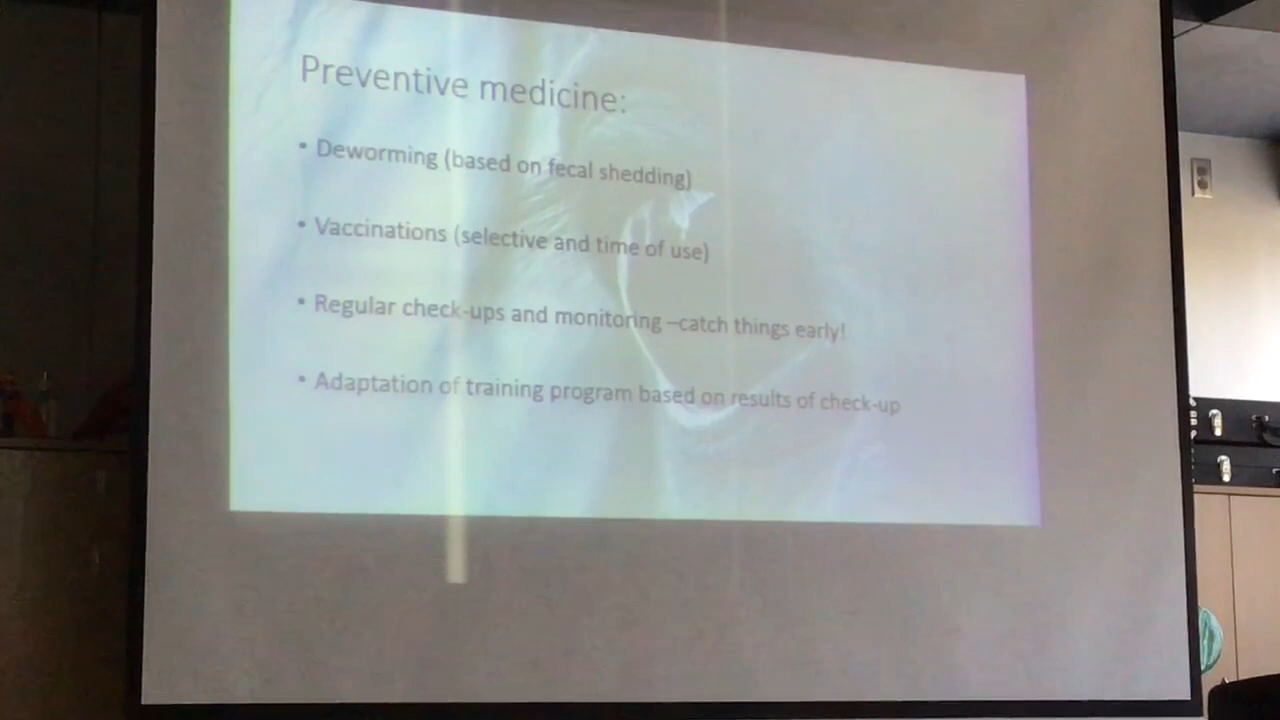 Preventive medicine:
• Deworming (based on fecal shedding)
• Vaccinations (selective and time of use)
• Regular check-ups and monitoring –catch things early!
• Adaptation of training program based on results of check-up